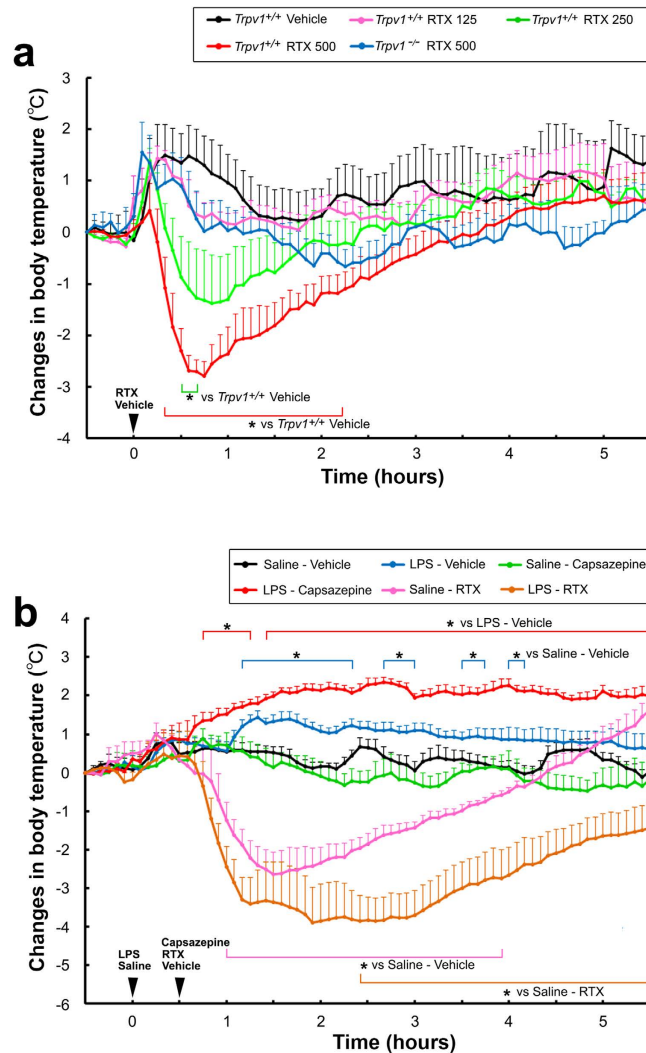 Trpv1+/+ Vehicle Trpv1+/+ RTX 125 Trpv1+/+ RTX 250
Trpv1+/+ RTX 500 Trpv1-/- RTX 500
a
Changes in body temperature (℃)
3
2
1
0
-1
-2
-3
-4
RTX
Vehicle
* vs Trpv1+/+ Vehicle
* vs Trpv1+/+ Vehicle
0 1 2 3 4 5
Time (hours)
Saline - Vehicle LPS - Vehicle Saline - Capsazepine
LPS - Capsazepine Saline - RTX LPS - RTX
b
Changes in body temperature (℃)
4
3
2
1
0
-1
-2
-3
-4
-5
-6
* * vs LPS - Vehicle
* * * * vs Saline - Vehicle
LPS
Saline
Capsazepine
RTX
Vehicle
* vs Saline - Vehicle
* vs Saline - RTX
0 1 2 3 4 5
Time (hours)